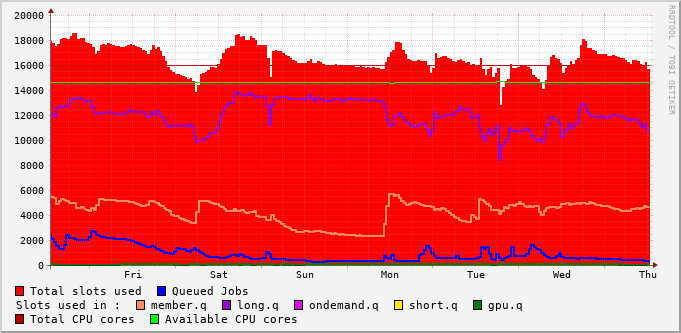 20000
18000
16000
14000
12000
10000
8000
6000
4000
2000
0
Fri Sat Sun Mon Tue Wed Thu
RRDTOOL / TOBI OETIKER
Total slots used Queued Jobs
Slots used in : member.q long.q ondemand.q short.q gpu.q
Total CPU cores Available CPU cores